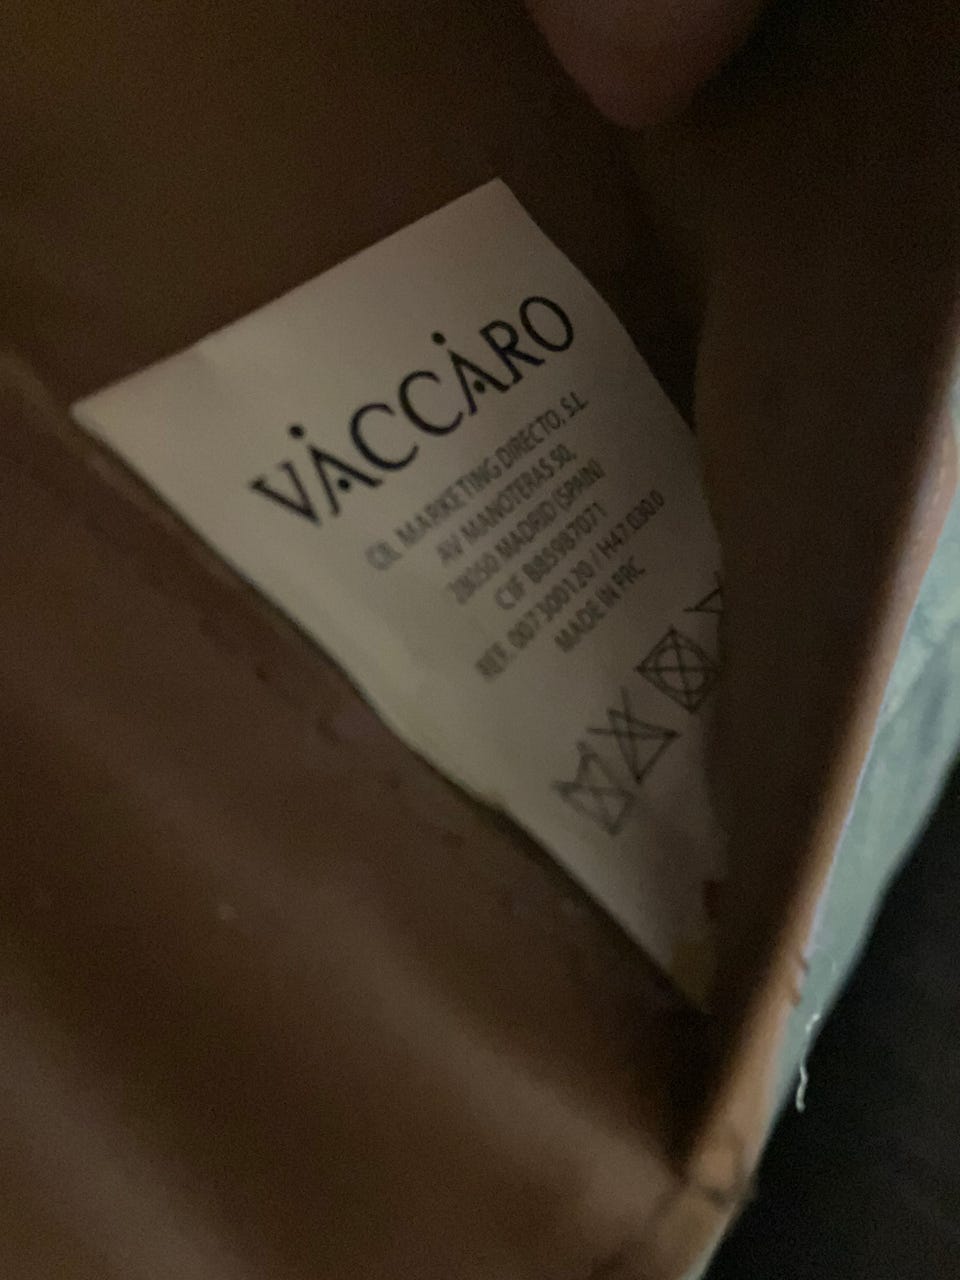 VACCARO
CIL MARKETING DIRECTO, S.L.
AV MANOTERAS 50,
28050 MADRID (SPAIN)
CIF B85987071
REF. 007300120 / H47.030.0
MADE IN PRC